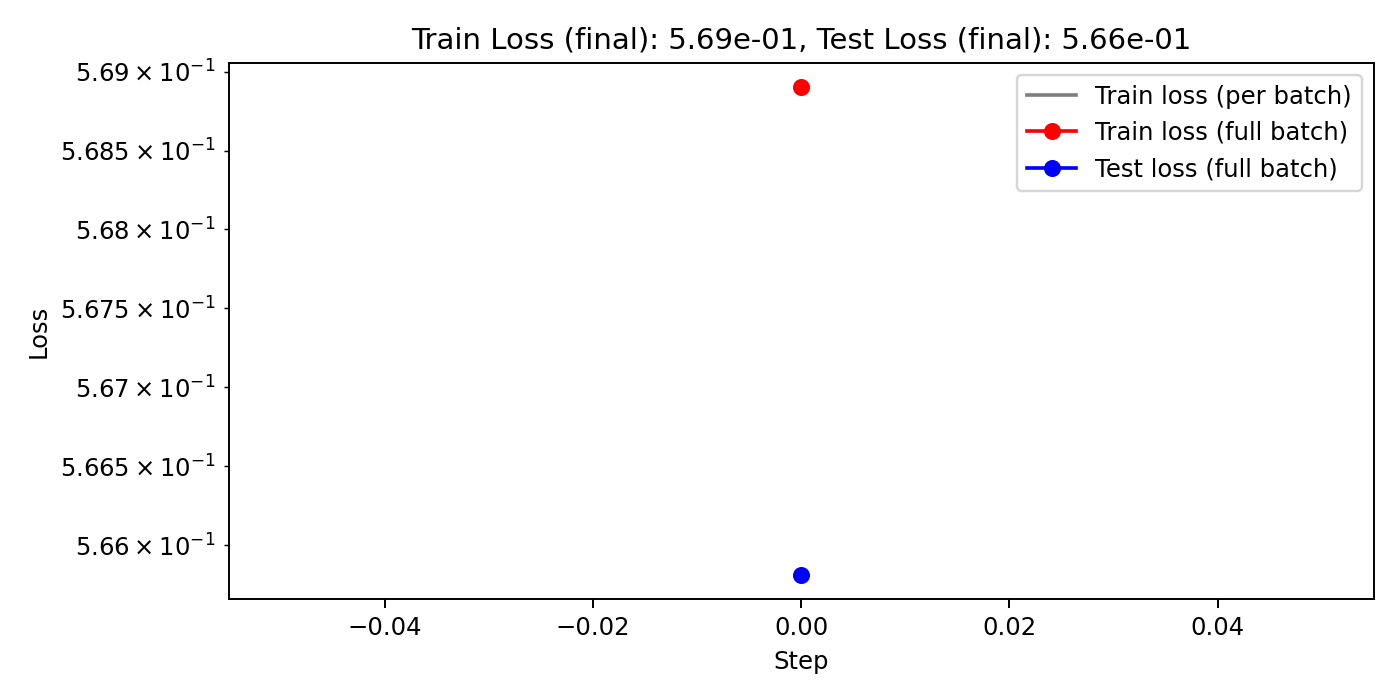 Train Loss (final): 5.69e-01, Test Loss (final): 5.66e-01
5.69 × 10⁻¹
5.685 × 10⁻¹
5.68 × 10⁻¹
5.675 × 10⁻¹
5.67 × 10⁻¹
5.665 × 10⁻¹
5.66 × 10⁻¹
Loss
Train loss (per batch)
Train loss (full batch)
Test loss (full batch)
−0.04 −0.02 0.00 0.02 0.04
Step